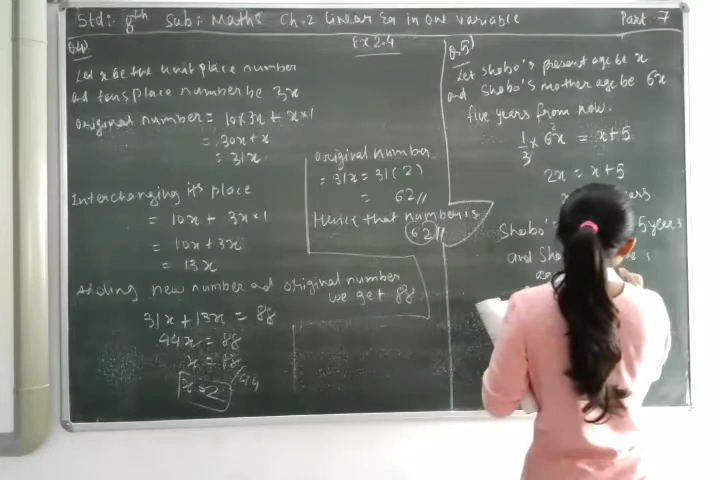 Std: 8th Sub: Maths Ch-2 Linear Eq in one variable Part 7
Ex 2.4
Q.4)
Let x be the unit place number
and tens place number be 3x
original number = 10×3x + x×1
= 30x + x
= 31x
Interchanging its place
= 10x + 3x×1
= 10x + 3x
= 13x
Adding new number and original number
we get 88
31x + 13x = 88
44x = 88
x = 88/44
x = 2
original number
= 31x = 31(2)
= 62//
Hence that number is
62//
Q.5)
Let Shobo's present age be x
and Shobo's mother age be 6x
five years from now.
1/3 × 6x = x+5
2
2x = x+5
Shobo's 5 years
and